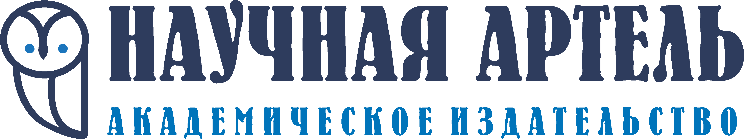 НАУЧНАЯ АРТЕЛЬ
АКАДЕМИЧЕСКОЕ ИЗДАТЕЛЬСТВО